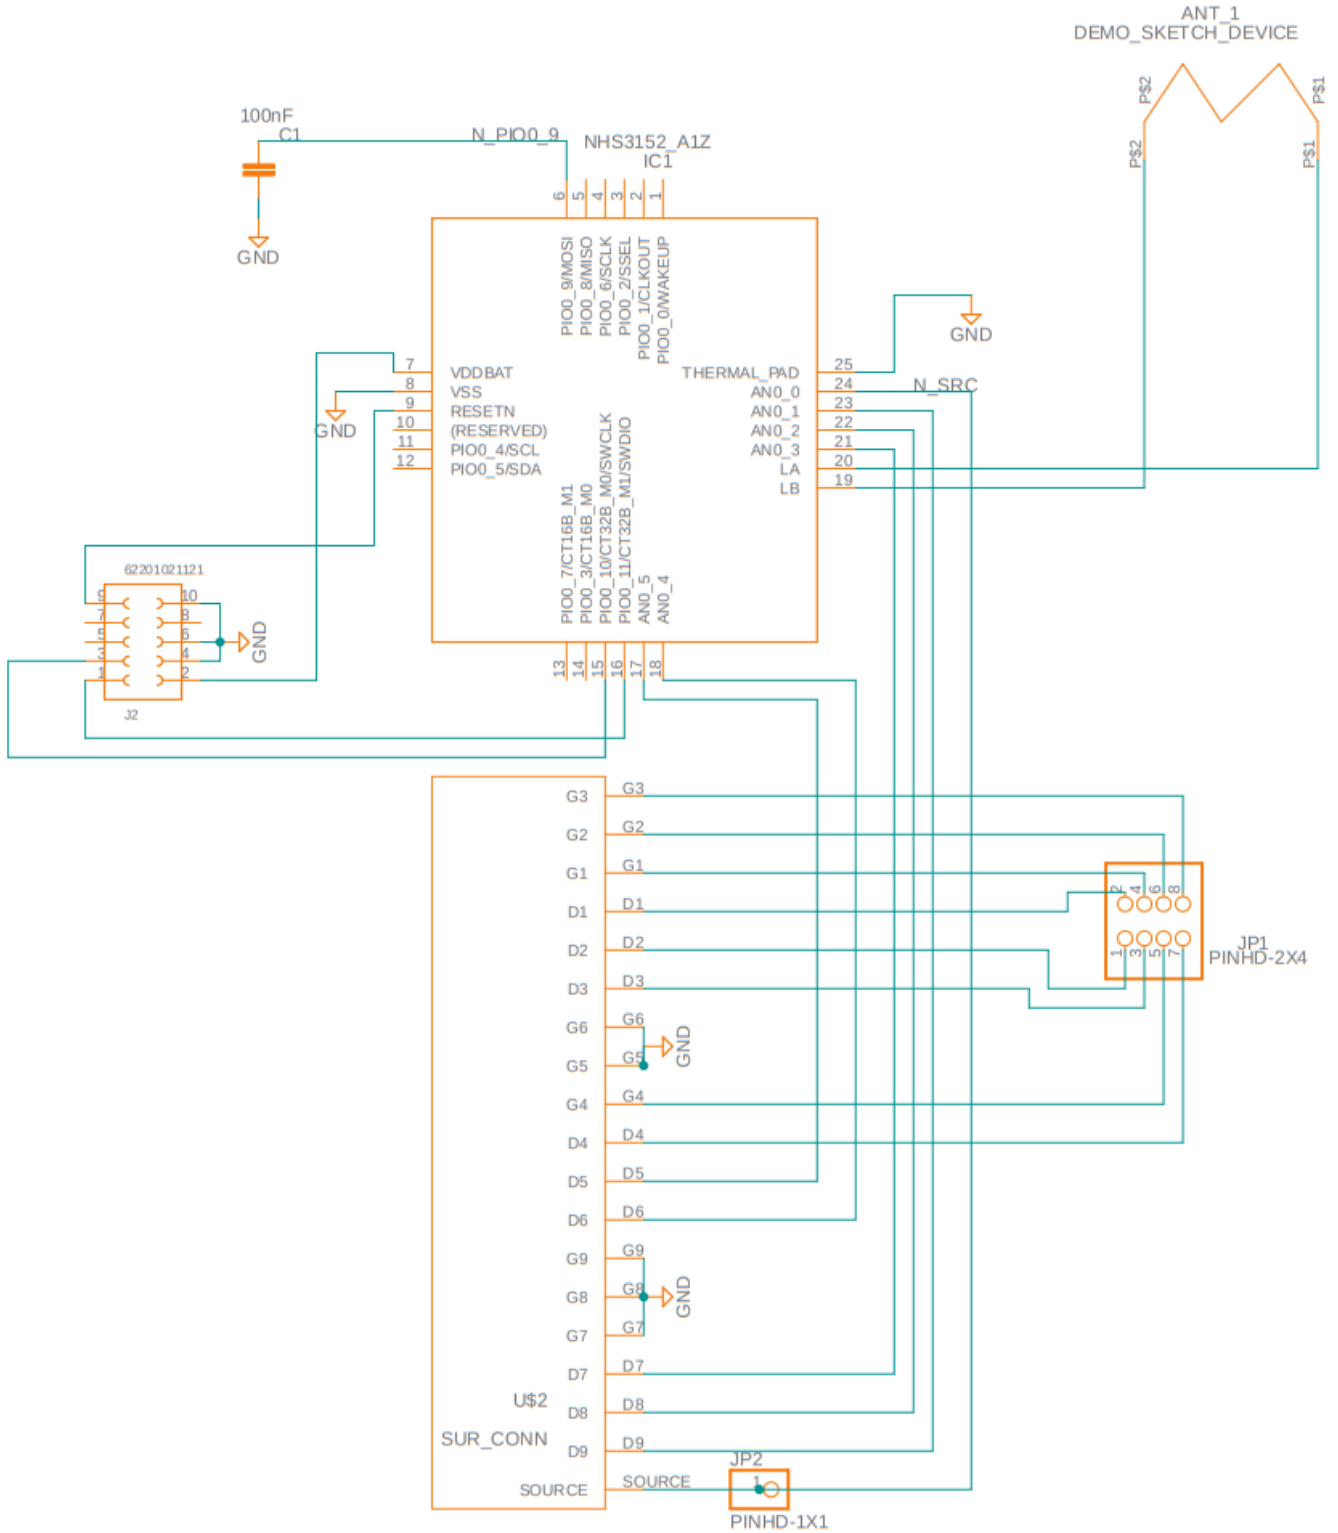 ANT_1
DEMO_SKETCH_DEVICE
P$2
P$1
P$2
P$1
100nF
C1
GND
N_PIO0_9
NHS3152_A1Z
IC1
6
5
4
3
2
1
PIO0_9/MOSI
PIO0_8/MISO
PIO0_6/SCLK
PIO0_2/SSEL
PIO0_1/CLKOUT
PIO0_0/WAKEUP
GND
7
8
9
10
11
12
VDDBAT
VSS
RESETN
(RESERVED)
PIO0_4/SCL
PIO0_5/SDA
GND
THERMAL_PAD
AN0_0
AN0_1
AN0_2
AN0_3
LA
LB
25
24
23
22
21
20
19
N_SRC
PIO0_7/CT16B_M1
PIO0_3/CT16B_M0
PIO0_10/CT32B_M0/SWCLK
PIO0_11/CT32B_M1/SWDIO
AN0_5
AN0_4
13
14
15
16
17
18
62201021121
9
7
5
3
1
10
8
6
4
2
GND
J2
G3 G3
G2 G2
G1 G1
D1 D1
D2 D2
D3 D3
G6 G6
G5 G5
GND
G4 G4
D4 D4
D5 D5
D6 D6
G9 G9
G8 G8
GND
G7 G7
D7 D7
D8 D8
D9 D9
SOURCE SOURCE
U$2
SUR_CONN
2
4
6
8
1
3
5
7
JP1
PINHD-2X4
JP2
1
PINHD-1X1